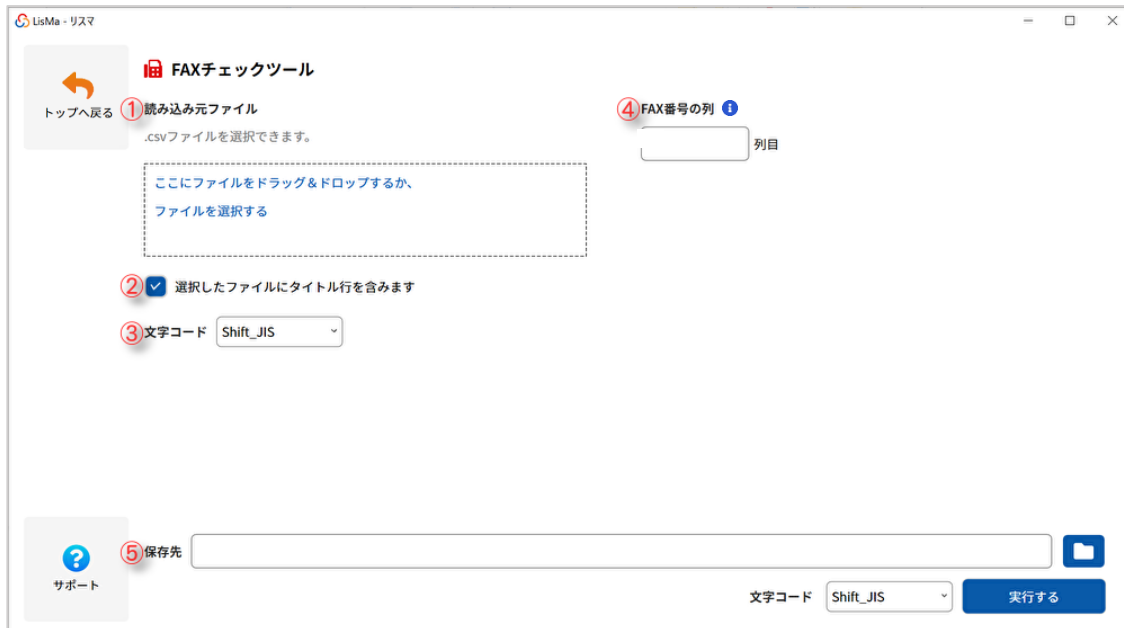 LisMa - リスマ
トップへ戻る
FAXチェックツール
①読み込み元ファイル
.csvファイルを選択できます。
ここにファイルをドラッグ＆ドロップするか、
ファイルを選択する
②選択したファイルにタイトル行を含みます
③文字コード Shift_JIS
④FAX番号の列 i
列目
サポート
⑤保存先
文字コード Shift_JIS 実行する